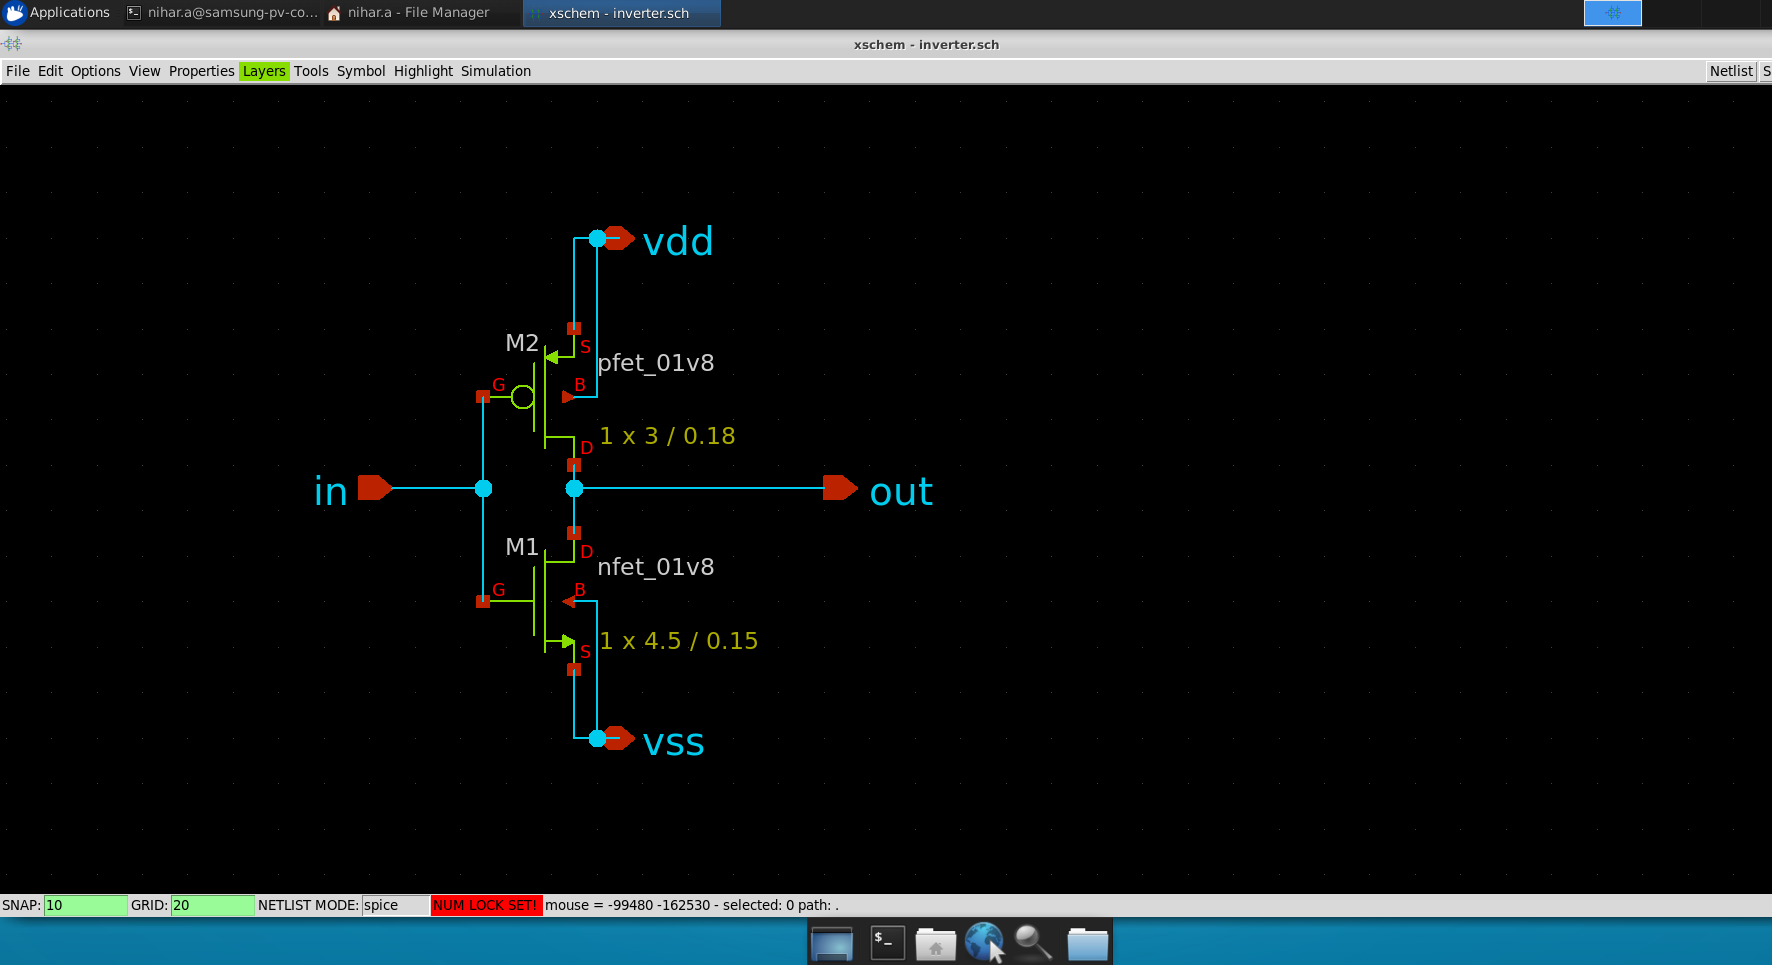 Applications
nihar.a@samsung-pv-co...
nihar.a - File Manager
xschem - inverter.sch
xschem - inverter.sch
File Edit Options View Properties Layers Tools Symbol Highlight Simulation
Netlist S
vdd
M2
S
pfet_01v8
G
B
1 x 3 / 0.18
D
in
out
M1
D
nfet_01v8
G
B
1 x 4.5 / 0.15
S
vss
SNAP: 10 GRID: 20 NETLIST MODE: spice NUM LOCK SET! mouse = -99480 -162530 - selected: 0 path: .
$_